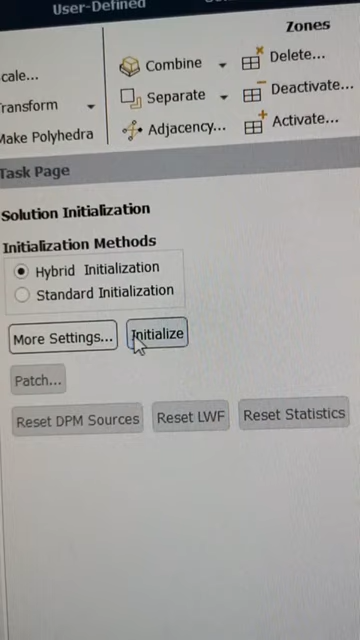 User-Defined
Zones
cale...
Combine
Delete...
ransform
Separate
Deactivate...
Make Polyhedra
Adjacency...
Activate...
Task Page
Solution Initialization
Initialization Methods
Hybrid Initialization
Standard Initialization
More Settings...
Initialize
Patch...
Reset DPM Sources
Reset LWF
Reset Statistics